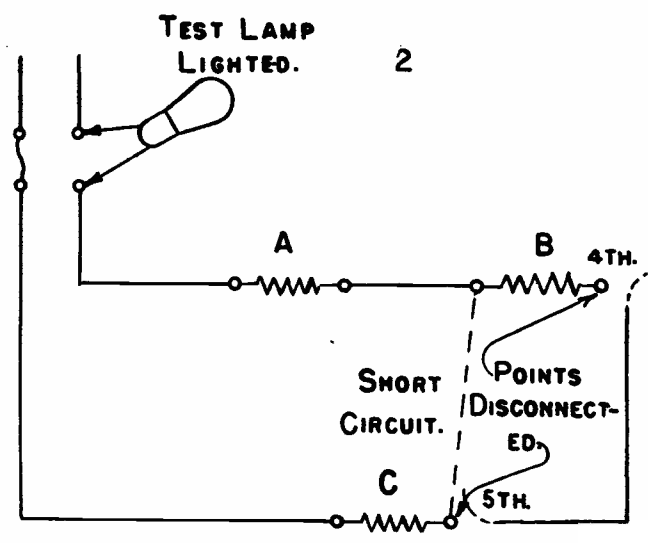 TEST LAMP
LIGHTED.
2
A
B
4TH.
SHORT
CIRCUIT.
POINTS
DISCONNECT-
ED.
C
5TH.